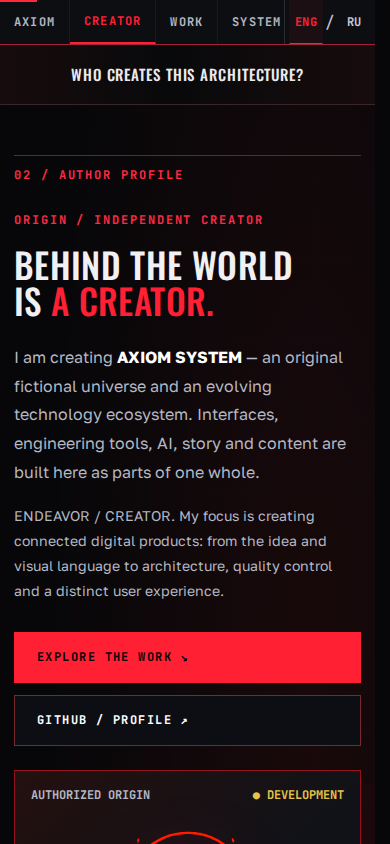 AXIOM CREATOR WORK SYSTEM ENG / RU
WHO CREATES THIS ARCHITECTURE?
02 / AUTHOR PROFILE
ORIGIN / INDEPENDENT CREATOR
BEHIND THE WORLD
IS A CREATOR.
I am creating AXIOM SYSTEM — an original
fictional universe and an evolving
technology ecosystem. Interfaces,
engineering tools, AI, story and content are
built here as parts of one whole.
ENDEAVOR / CREATOR. My focus is creating
connected digital products: from the idea and
visual language to architecture, quality control
and a distinct user experience.
EXPLORE THE WORK ↘
GITHUB / PROFILE ↗
AUTHORIZED ORIGIN ● DEVELOPMENT